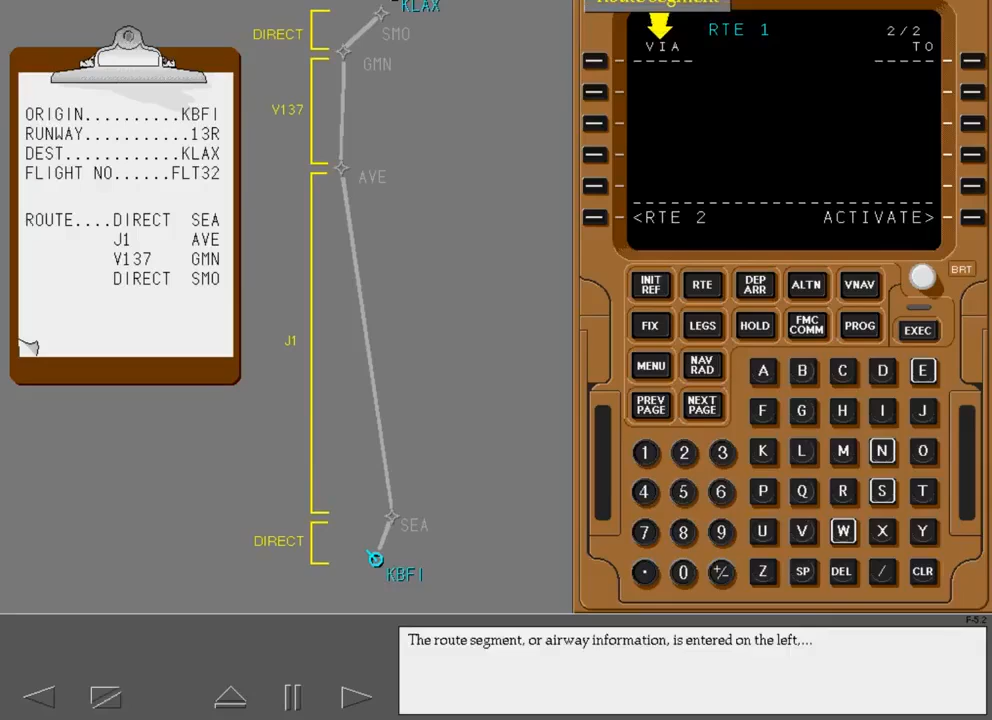 RouteSegment
ORIGIN..........KBFI
RUNWAY...........13R
DEST............KLAX
FLIGHT NO......FLT32
ROUTE....DIRECT SEA
J1 AVE
V137 GMN
DIRECT SMO
KLAX
DIRECT
SMO
GMN
V137
AVE
J1
SEA
DIRECT
KBFI
RTE 1 2/2
VIA TO
----- -----
<RTE 2 ACTIVATE>
BRT
INIT REF RTE DEP ARR ALTN VNAV
FIX LEGS HOLD FMC COMM PROG EXEC
MENU NAV RAD
PREV PAGE NEXT PAGE
A B C D E
F G H I J
1 2 3 K L M N O
4 5 6 P Q R S T
7 8 9 U V W X Y
. 0 +/- Z SP DEL / CLR
F-5.2
The route segment, or airway information, is entered on the left,...